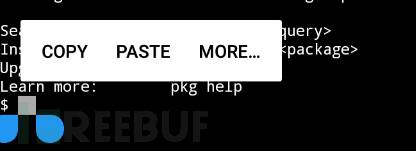 Sea
query>
COPY PASTE MORE...
Ins
<package>
Upg
Learn more: pkg help
$
REEBUF